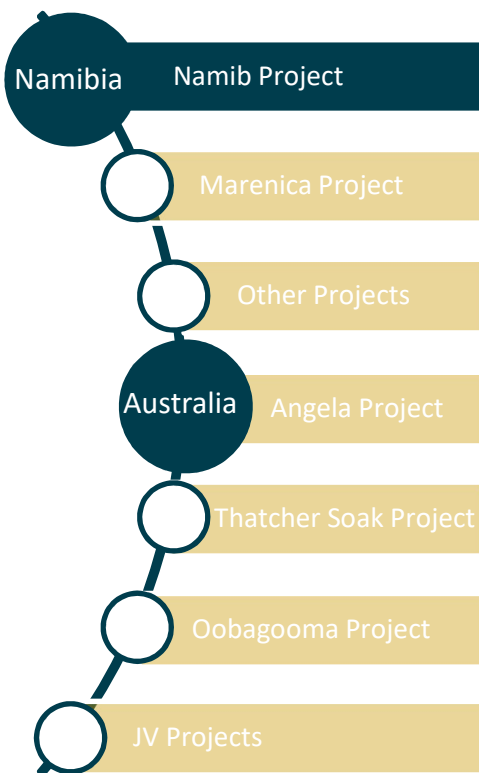 Namibia
Namib Project
Marenica Project
Other Projects
Australia
Angela Project
Thatcher Soak Project
Oobagooma Project
JV Projects